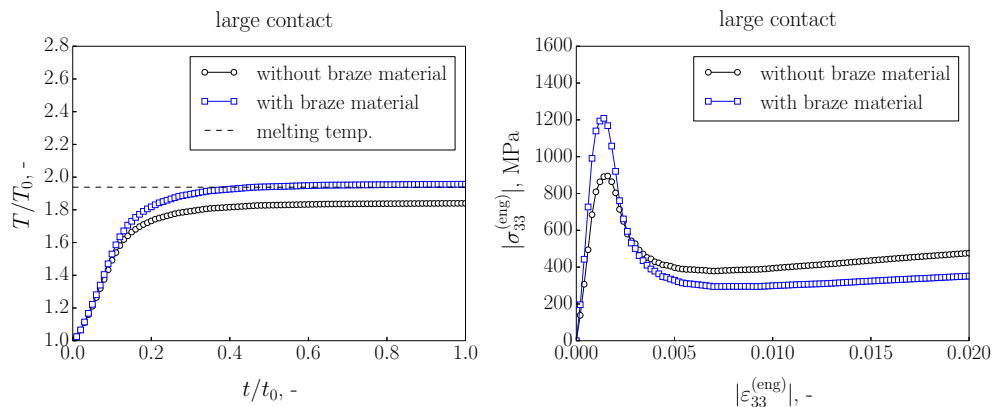 large contact
2.8
2.6
2.4
2.2
2.0
1.8
1.6
1.4
1.2
1.0
T/T₀, -
without braze material
with braze material
melting temp.
0.0 0.2 0.4 0.6 0.8 1.0
t/t₀, -
large contact
1600
1400
1200
1000
800
600
400
200
0
|σ₃₃^(eng)|, MPa
without braze material
with braze material
0.000 0.005 0.010 0.015 0.020
|ε₃₃^(eng)|, -